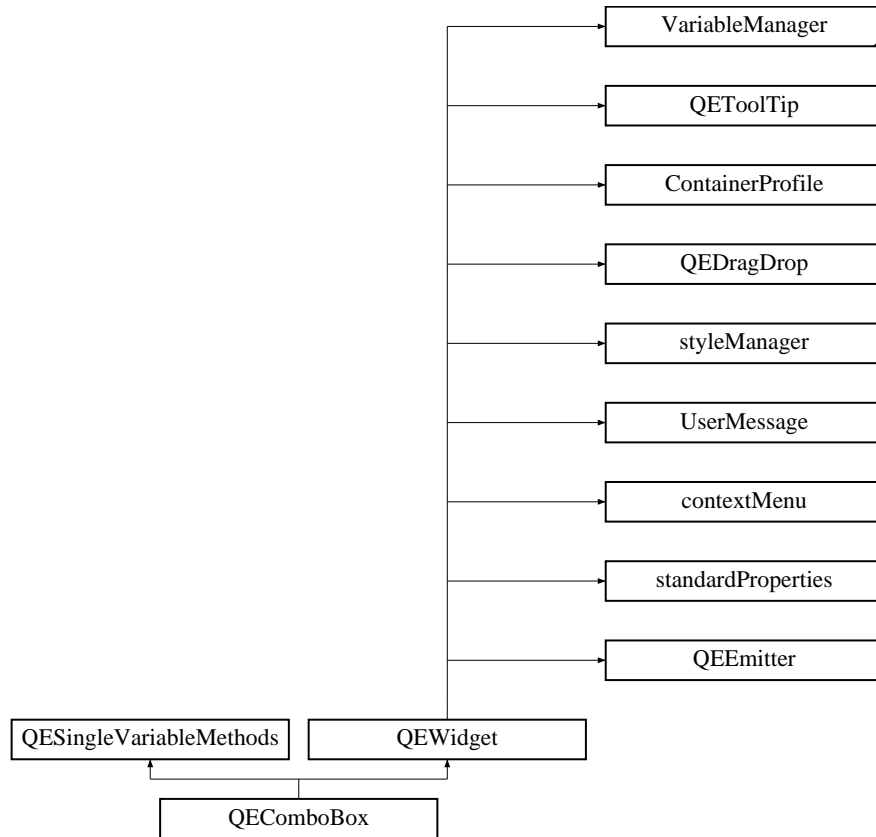 VariableManager
QEToolTip
ContainerProfile
QEDragDrop
styleManager
UserMessage
contextMenu
standardProperties
QEEmitter
QESingleVariableMethods
QEWidget
QEComboBox